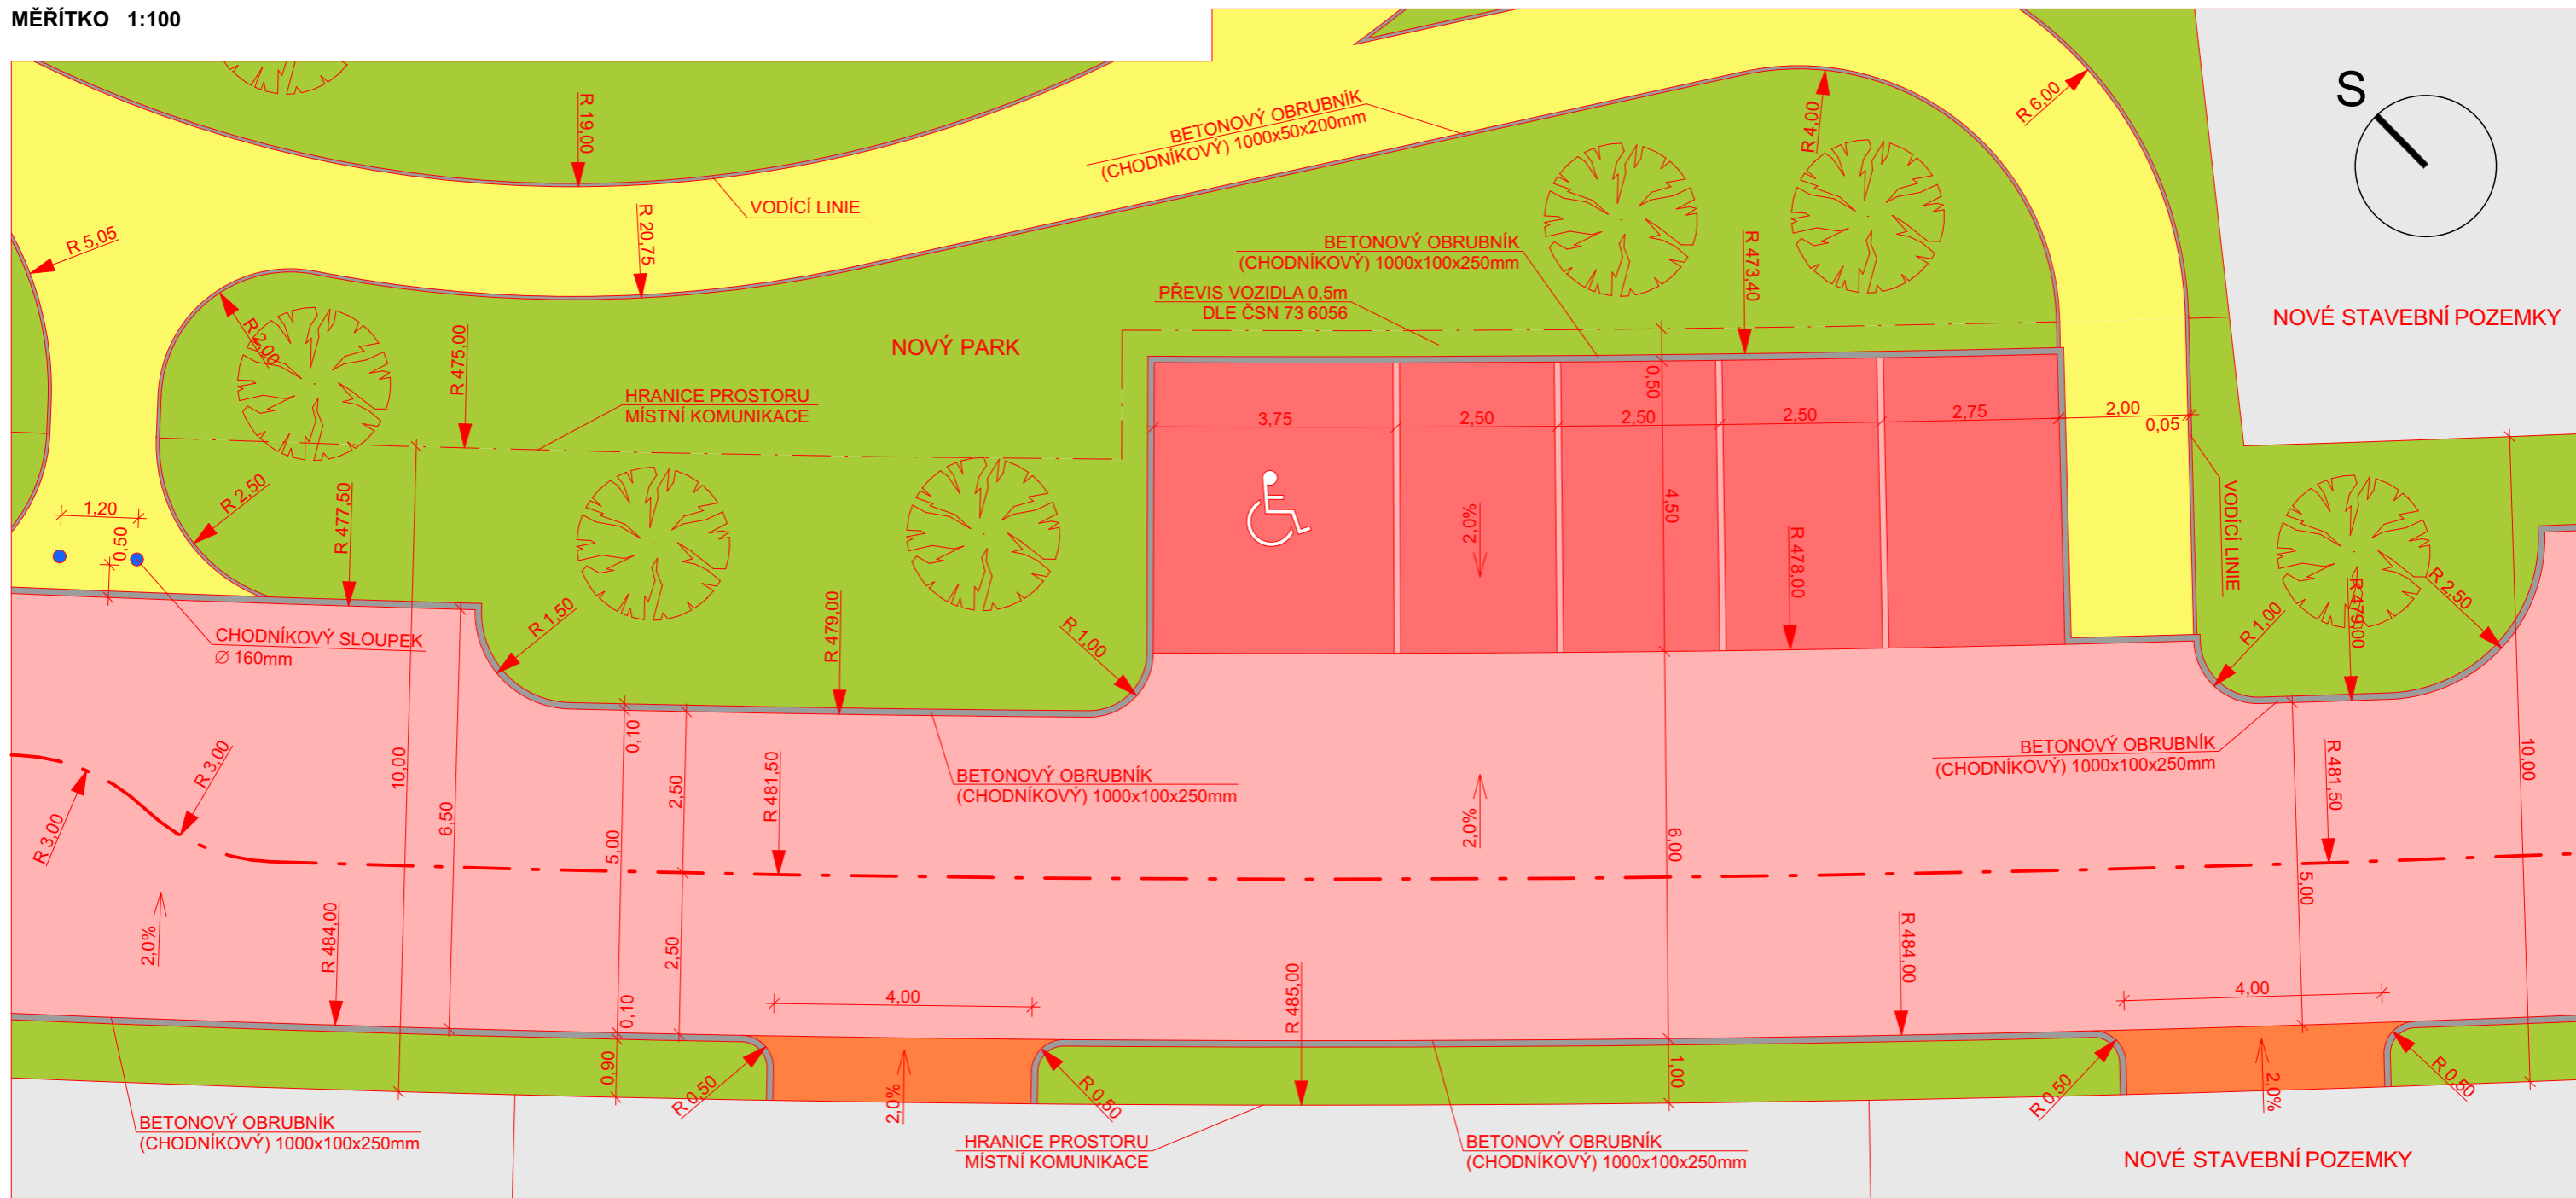 MĚŘÍTKO 1:100
S
R 19,00
BETONOVÝ OBRUBNÍK
(CHODNÍKOVÝ) 1000x50x200mm
R 4,00
R 6,00
VODÍCÍ LINIE
R 5,05
R 20,75
BETONOVÝ OBRUBNÍK
(CHODNÍKOVÝ) 1000x100x250mm
R 473,40
PŘEVIS VOZIDLA 0,5m
DLE ČSN 73 6056
NOVÉ STAVEBNÍ POZEMKY
R 2,00
R 475,00
NOVÝ PARK
HRANICE PROSTORU
MÍSTNÍ KOMUNIKACE
0,50
3,75
2,50
2,50
2,50
2,75
2,00
0,05
R 2,50
R 477,50
1,20
0,50
4,50
2,0%
R 478,00
VODÍCÍ LINIE
CHODNÍKOVÝ SLOUPEK
Ø 160mm
R 1,50
R 479,00
R 1,00
R 1,00
R 479,00
R 2,50
R 3,00
R 3,00
10,00
6,50
0,10
2,50
5,00
R 481,50
BETONOVÝ OBRUBNÍK
(CHODNÍKOVÝ) 1000x100x250mm
2,0%
6,00
BETONOVÝ OBRUBNÍK
(CHODNÍKOVÝ) 1000x100x250mm
R 481,50
10,00
5,00
2,0%
R 484,00
2,50
0,10
4,00
R 485,00
R 484,00
4,00
0,90
R 0,50
2,0%
R 0,50
1,00
R 0,50
2,0%
R 0,50
BETONOVÝ OBRUBNÍK
(CHODNÍKOVÝ) 1000x100x250mm
HRANICE PROSTORU
MÍSTNÍ KOMUNIKACE
BETONOVÝ OBRUBNÍK
(CHODNÍKOVÝ) 1000x100x250mm
NOVÉ STAVEBNÍ POZEMKY